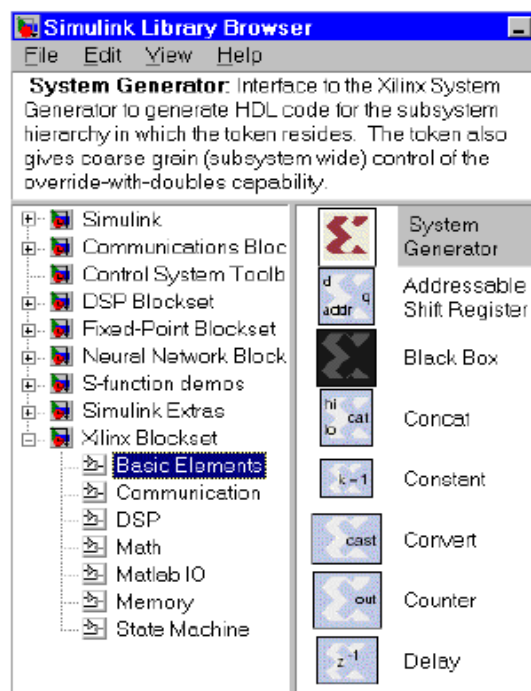 Simulink Library Browser
File Edit View Help
System Generator: Interface to the Xilinx System
Generator to generate HDL code for the subsystem
hierarchy in which the token resides. The token also
gives coarse grain (subsystem wide) control of the
override-with-doubles capability.
Simulink
Communications Bloc
Control System Toolb
DSP Blockset
Fixed-Point Blockset
Neural Network Block
S-function demos
Simulink Extras
Xilinx Blockset
Basic Elements
Communication
DSP
Math
Matlab IO
Memory
State Machine
System
Generator
d
addr q
Addressable
Shift Register
Black Box
hi
lo cat
Concat
k = 1
Constant
cast
Convert
out
Counter
z-1
Delay